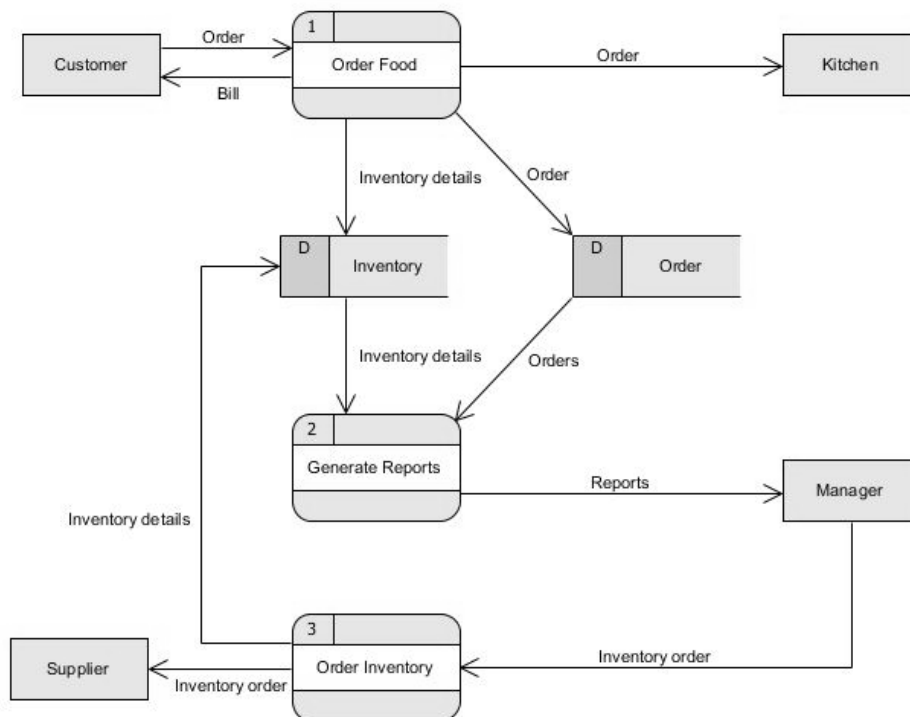 1
Order
Customer
Order Food
Order
Kitchen
Bill
Inventory details
Order
D
Inventory
D
Order
Inventory details
Orders
2
Generate Reports
Reports
Manager
Inventory details
3
Supplier
Order Inventory
Inventory order
Inventory order